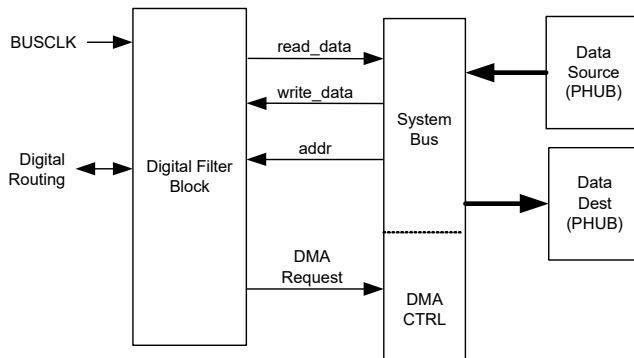 BUSCLK
Digital
Routing
Digital Filter
Block
read_data
write_data
addr
DMA
Request
System
Bus
DMA
CTRL
Data
Source
(PHUB)
Data
Dest
(PHUB)